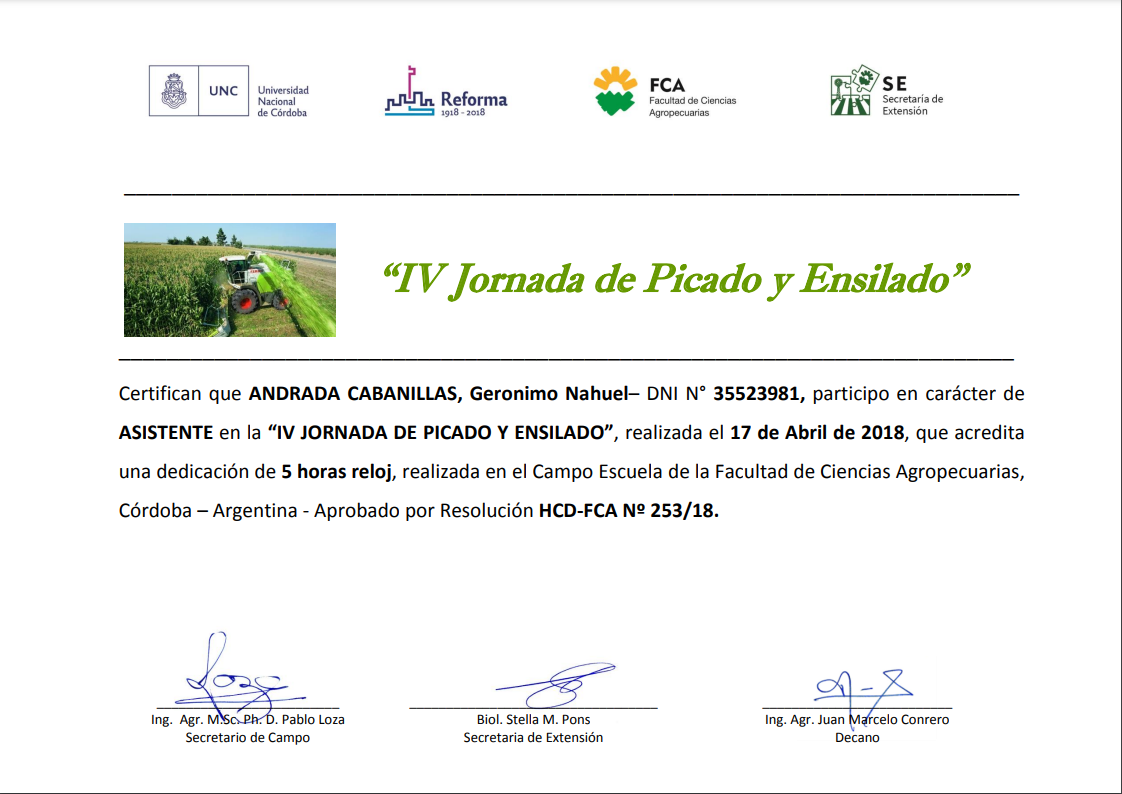 UNC
Universidad
Nacional
de Córdoba
Reforma
1918 - 2018
FCA
Facultad de Ciencias
Agropecuarias
SE
Secretaría de
Extensión
“IV Jornada de Picado y Ensilado”
Certifican que ANDRADA CABANILLAS, Geronimo Nahuel– DNI N° 35523981, participo en carácter de
ASISTENTE en la “IV JORNADA DE PICADO Y ENSILADO”, realizada el 17 de Abril de 2018, que acredita
una dedicación de 5 horas reloj, realizada en el Campo Escuela de la Facultad de Ciencias Agropecuarias,
Córdoba – Argentina - Aprobado por Resolución HCD-FCA Nº 253/18.
Ing. Agr. M.Sc. Ph. D. Pablo Loza
Secretario de Campo
Biol. Stella M. Pons
Secretaria de Extensión
Ing. Agr. Juan Marcelo Conrero
Decano